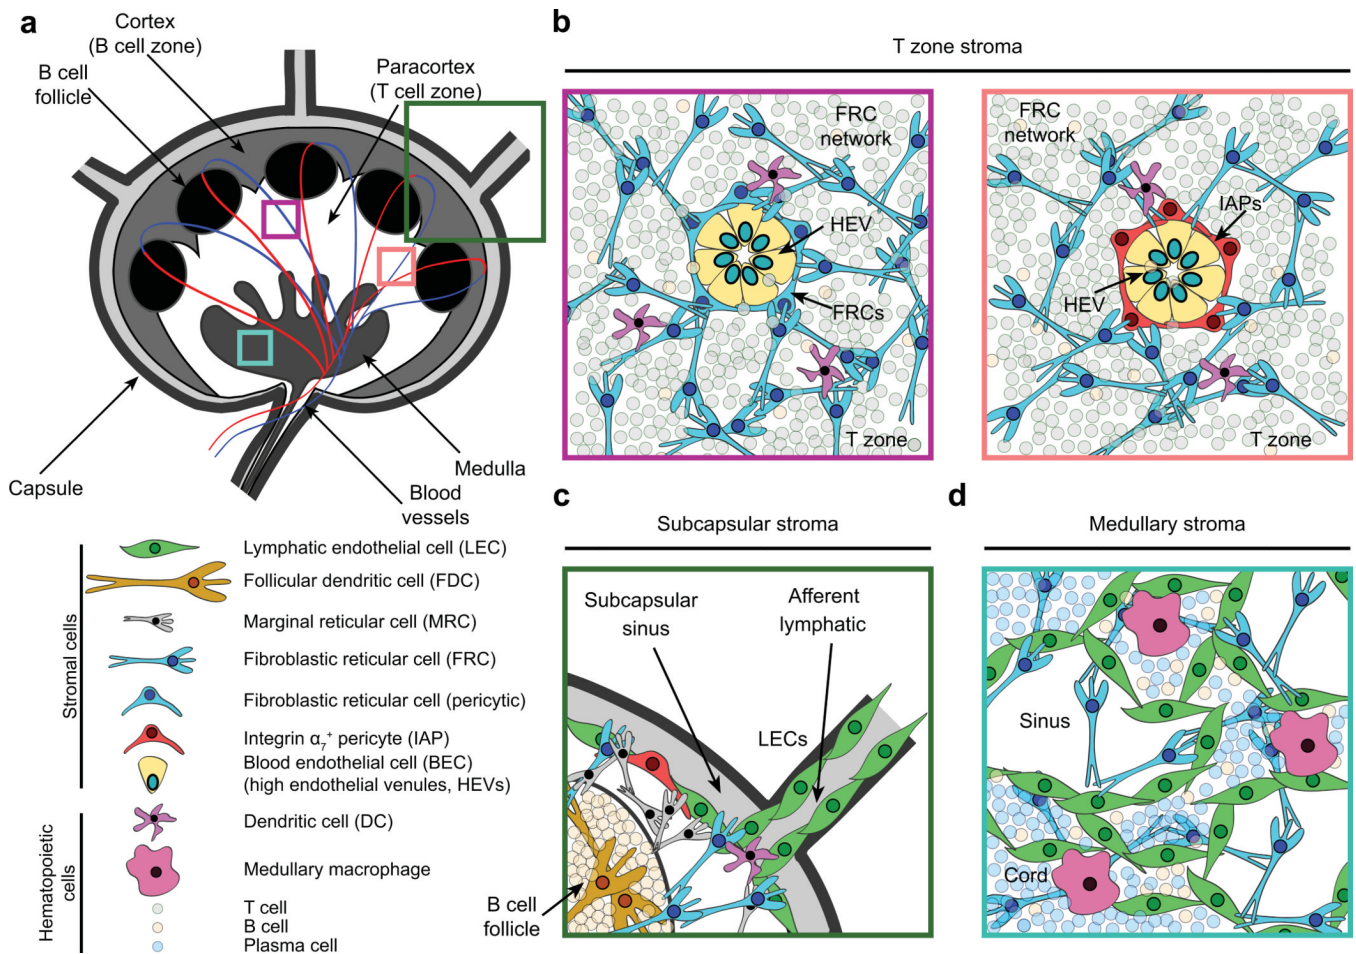 a
Cortex
(B cell zone)
B cell
follicle
Paracortex
(T cell zone)
Capsule
Medulla
Blood
vessels
b
T zone stroma
FRC
network
HEV
FRCs
T zone
FRC
network
IAPs
HEV
T zone
Stromal cells
Lymphatic endothelial cell (LEC)
Follicular dendritic cell (FDC)
Marginal reticular cell (MRC)
Fibroblastic reticular cell (FRC)
Fibroblastic reticular cell (pericytic)
Integrin α₇⁺ pericyte (IAP)
Blood endothelial cell (BEC)
(high endothelial venules, HEVs)
Hematopoietic
cells
Dendritic cell (DC)
Medullary macrophage
T cell
B cell
Plasma cell
c
Subcapsular stroma
Subcapsular
sinus
Afferent
lymphatic
LECs
B cell
follicle
d
Medullary stroma
Sinus
Cord